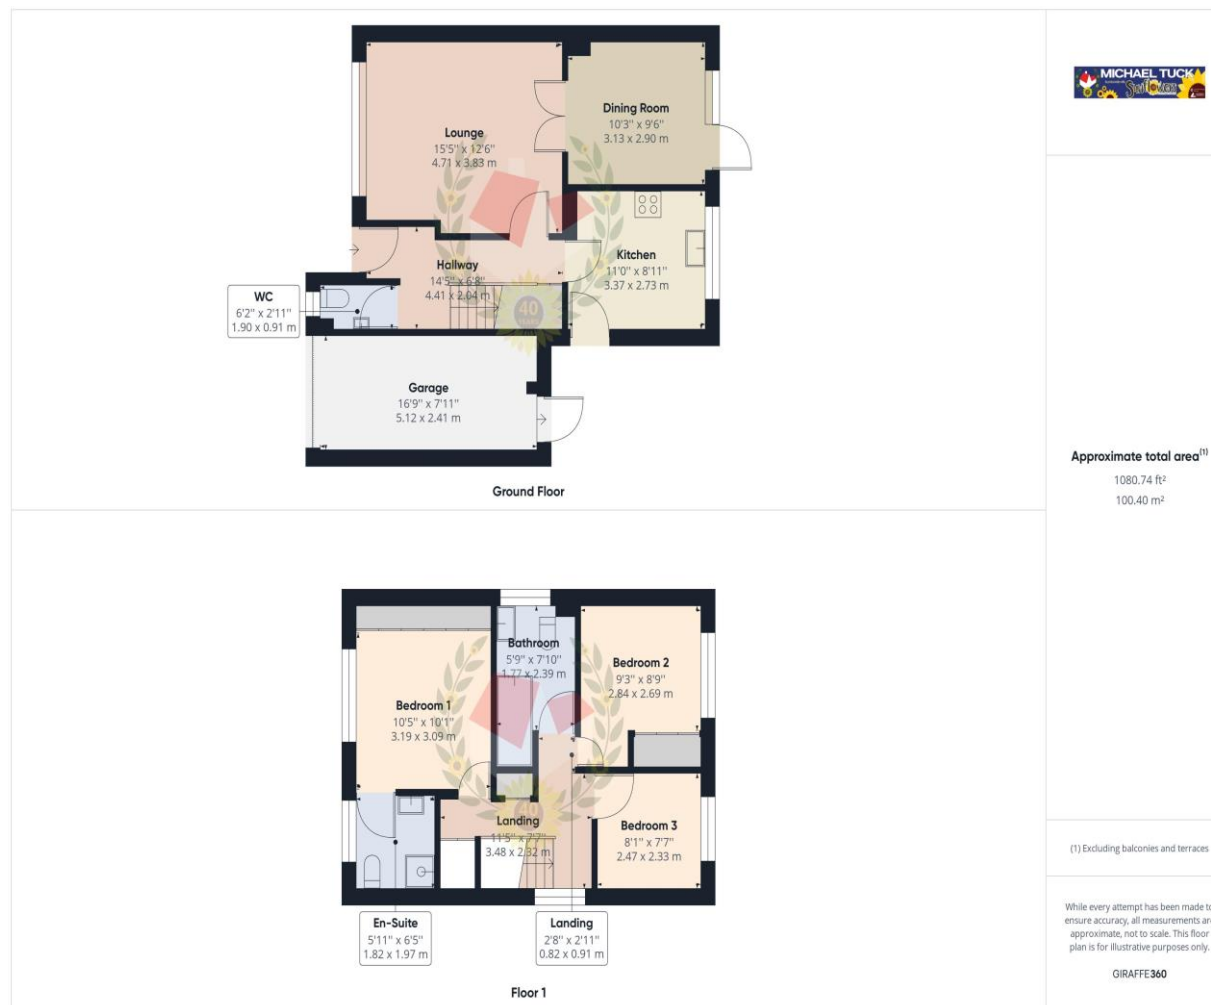 MICHAEL TUCK
Sunflowers
Lounge
15'5" x 12'6"
4.71 x 3.83 m
Dining Room
10'3" x 9'6"
3.13 x 2.90 m
Kitchen
11'0" x 8'11"
3.37 x 2.73 m
Hallway
14'5" x 6'8"
4.41 x 2.04 m
WC
6'2" x 2'11"
1.90 x 0.91 m
40
Garage
16'9" x 7'11"
5.12 x 2.41 m
Ground Floor
Approximate total area(1)
1080.74 ft²
100.40 m²
Bathroom
5'9" x 7'10"
1.77 x 2.39 m
Bedroom 2
9'3" x 8'9"
2.84 x 2.69 m
Bedroom 1
10'5" x 10'1"
3.19 x 3.09 m
Landing
11'5" x 7'7"
3.48 x 2.32 m
Bedroom 3
8'1" x 7'7"
2.47 x 2.33 m
En-Suite
5'11" x 6'5"
1.82 x 1.97 m
Landing
2'8" x 2'11"
0.82 x 0.91 m
Floor 1
(1) Excluding balconies and terraces
While every attempt has been made to
ensure accuracy, all measurements are
approximate, not to scale. This floor
plan is for illustrative purposes only.
GIRAFFE360